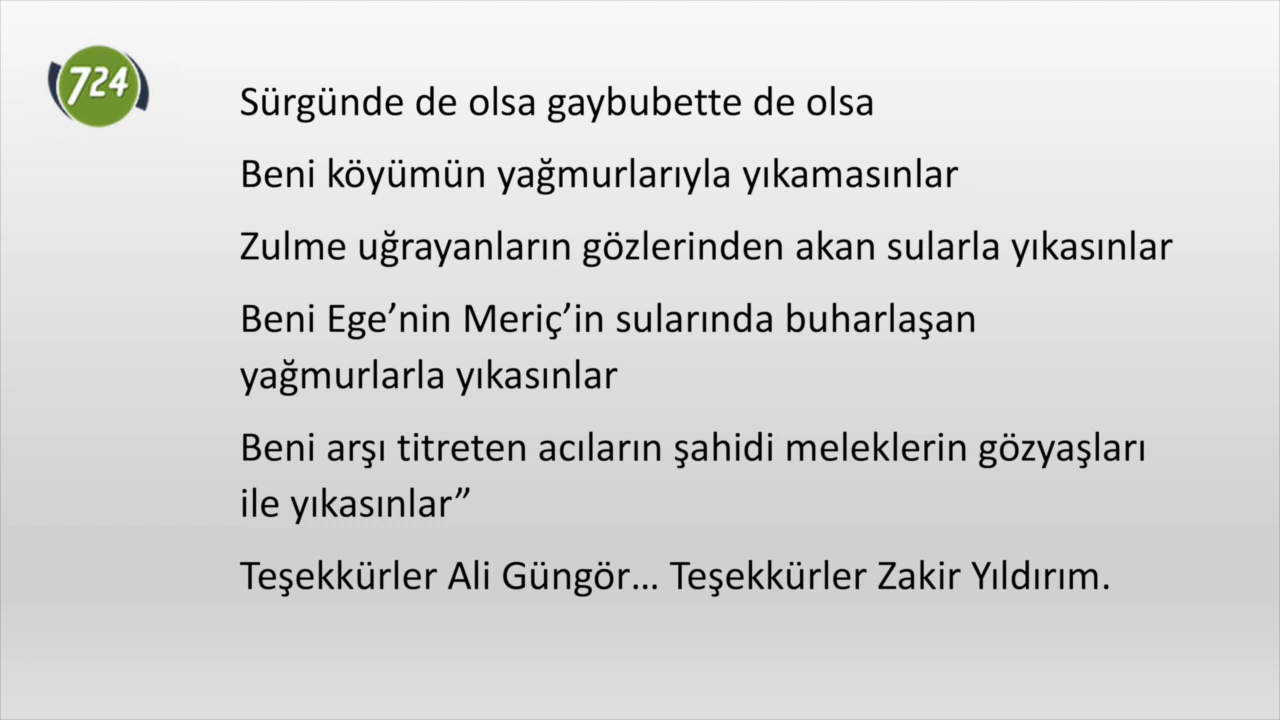 724
Sürgünde de olsa gaybubette de olsa
Beni köyümün yağmurlarıyla yıkamasınlar
Zulme uğrayanların gözlerinden akan sularla yıkasınlar
Beni Ege’nin Meriç’in sularında buharlaşan
yağmurlarla yıkasınlar
Beni arşı titreten acıların şahidi meleklerin gözyaşları
ile yıkasınlar”
Teşekkürler Ali Güngör… Teşekkürler Zakir Yıldırım.